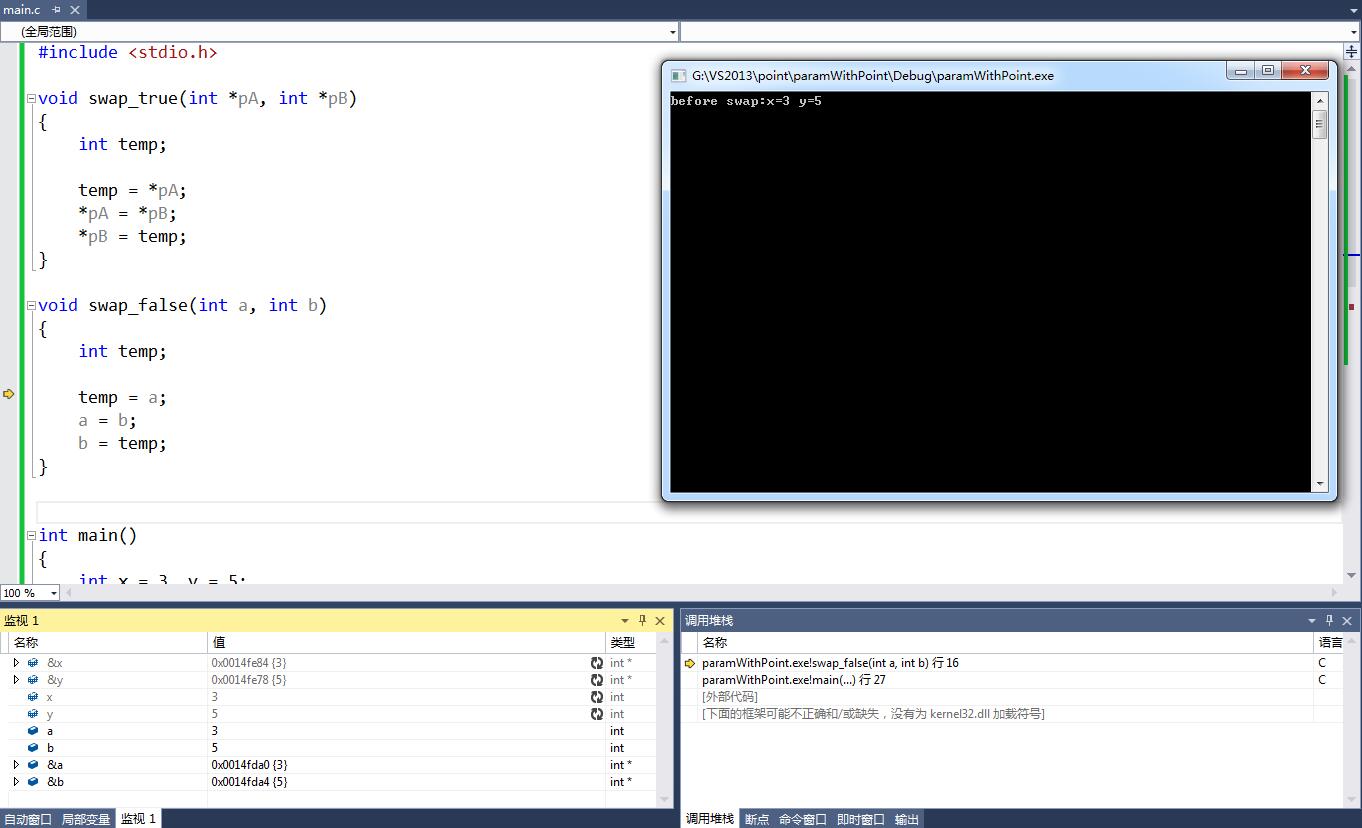 main.c
(全局范围)
#include <stdio.h>
void swap_true(int *pA, int *pB)
{
int temp;
temp = *pA;
*pA = *pB;
*pB = temp;
}
void swap_false(int a, int b)
{
int temp;
temp = a;
a = b;
b = temp;
}
int main()
{
int x = 3, y = 5;
100 %
G:\VS2013\point\paramWithPoint\Debug\paramWithPoint.exe
before swap:x=3 y=5
监视 1
名称 值 类型
&x 0x0014fe84 {3} int *
&y 0x0014fe78 {5} int *
x 3 int
y 5 int
a 3 int
b 5 int
&a 0x0014fda0 {3} int *
&b 0x0014fda4 {5} int *
自动窗口 局部变量 监视 1
调用堆栈
名称 语言
paramWithPoint.exe!swap_false(int a, int b) 行 16 C
paramWithPoint.exe!main(...) 行 27 C
[外部代码]
[下面的框架可能不正确和/或缺失，没有为 kernel32.dll 加载符号]
调用堆栈 断点 命令窗口 即时窗口 输出